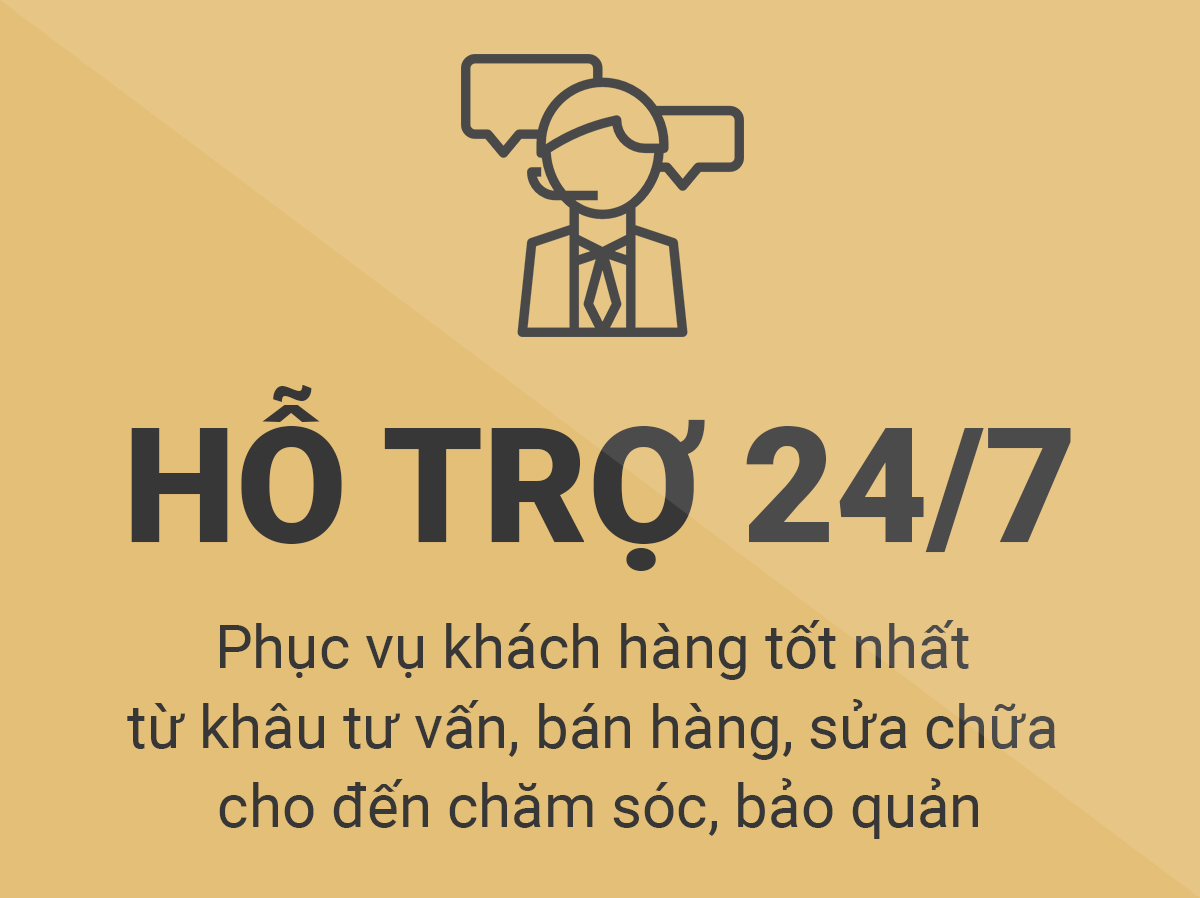 HỖ TRỢ 24/7
Phục vụ khách hàng tốt nhất
từ khâu tư vấn, bán hàng, sửa chữa
cho đến chăm sóc, bảo quản